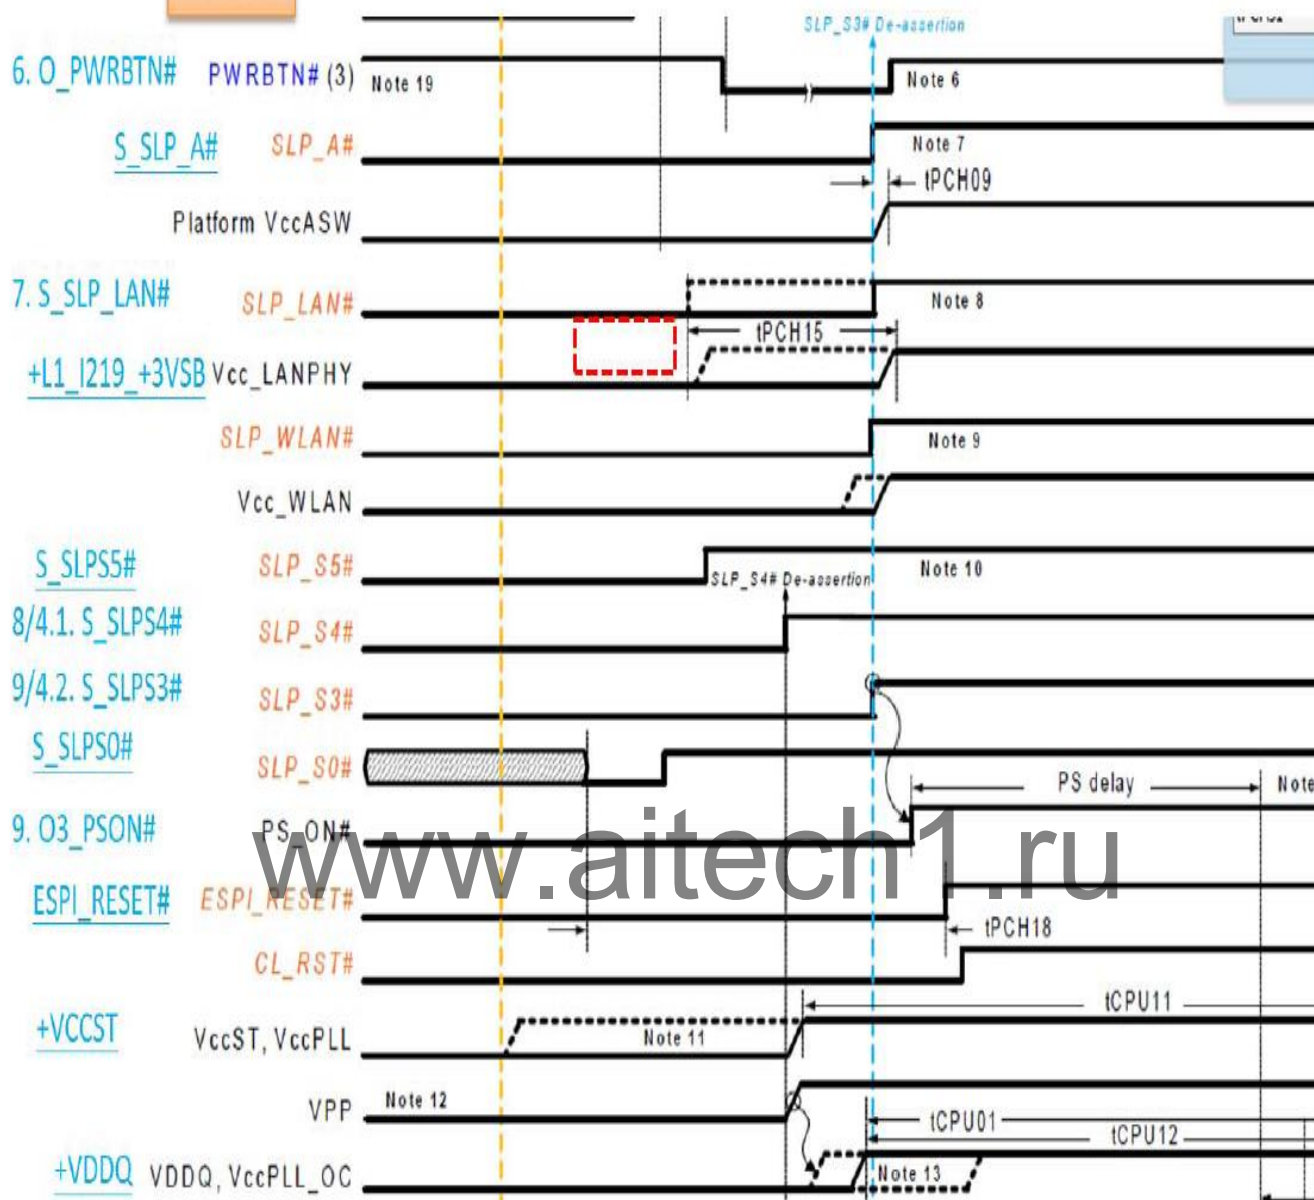 SLP_S3# De-assertion
6. O_PWRBTN# PWRBTN# (3) Note 19 Note 6
S_SLP_A# SLP_A# Note 7
tPCH09
Platform VccASW
7. S_SLP_LAN# SLP_LAN# Note 8
tPCH15
+L1_I219_+3VSB Vcc_LANPHY
SLP_WLAN# Note 9
Vcc_WLAN
S_SLPS5# SLP_S5# Note 10
SLP_S4# De-assertion
8/4.1. S_SLPS4# SLP_S4#
9/4.2. S_SLPS3# SLP_S3#
S_SLPS0# SLP_S0#
PS delay Note
9. O3_PSON# PS_ON#
www.aitech1.ru
ESPI_RESET# ESPI_RESET#
tPCH18
CL_RST#
tCPU11
+VCCST VccST, VccPLL Note 11
VPP Note 12
tCPU01
tCPU12
+VDDQ VDDQ, VccPLL_OC Note 13